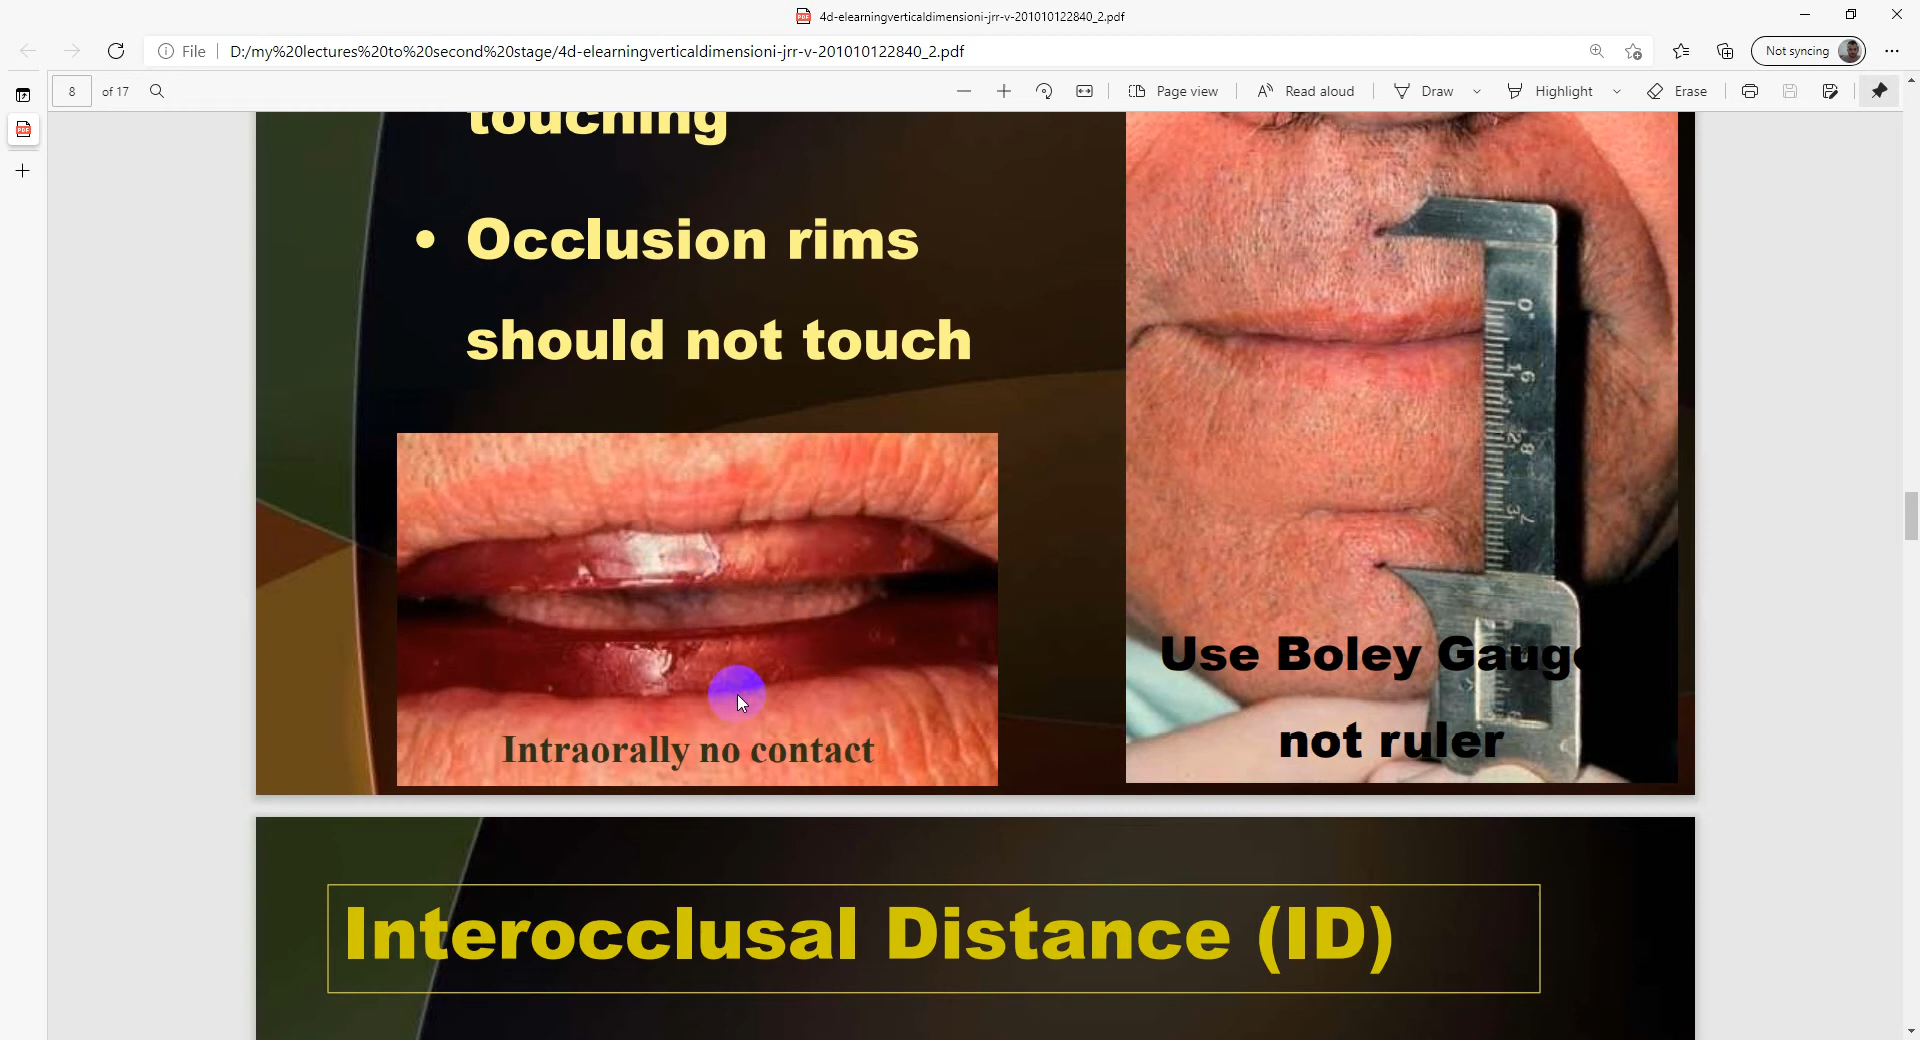 4d-elearningverticaldimensioni-jrr-v-201010122840_2.pdf
File
D:/my%20lectures%20to%20second%20stage/4d-elearningverticaldimensioni-jrr-v-201010122840_2.pdf
Not syncing
8 of 17
Page view
Read aloud
Draw
Highlight
Erase
touching
• Occlusion rims
should not touch
Intraorally no contact
Use Boley Gauge
not ruler
Interocclusal Distance (ID)